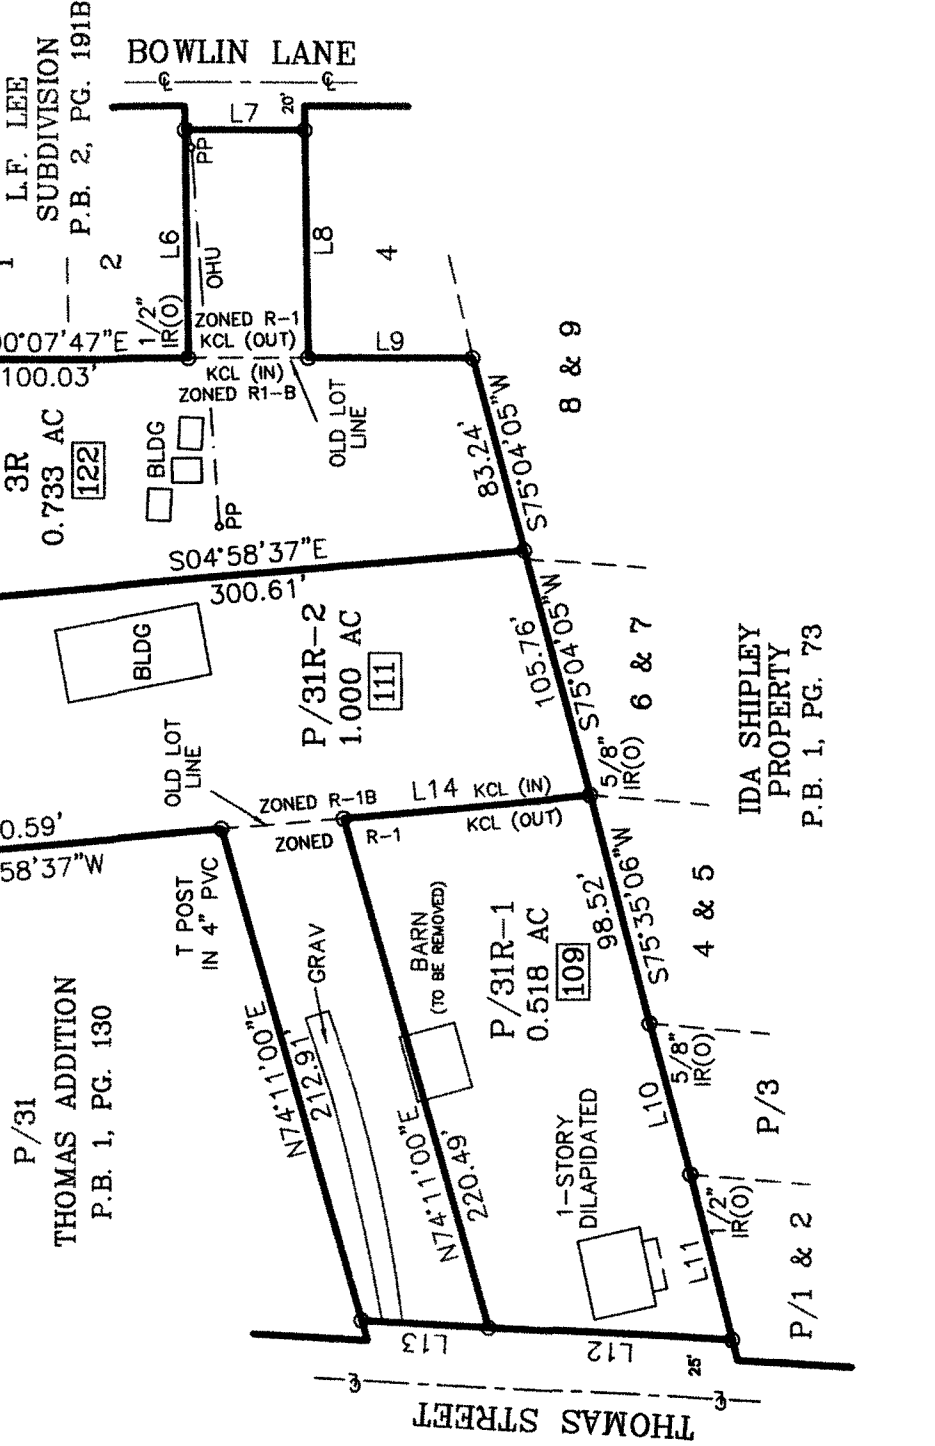 L.F. LEE
SUBDIVISION
P.B. 2, PG. 191B
1
2
BOWLIN LANE
℄
℄
L7
20'
PP
L6
OHU
L8
4
1/2"
IR(O)
0°07'47"E
100.03'
ZONED R-1
KCL (OUT)
KCL (IN)
ZONED R1-B
L9
OLD LOT
LINE
3R
0.733 AC
122
BLDG
PP
83.24'
S75°04'05"W
8 & 9
S04°58'37"E
300.61'
BLDG
P/31R-2
1.000 AC
111
105.76'
S75°04'05"W
6 & 7
5/8"
IR(O)
IDA SHIPLEY
PROPERTY
P.B. 1, PG. 73
OLD LOT
LINE
ZONED R-1B
ZONED R-1
L14
KCL (IN)
KCL (OUT)
0.59'
58'37"W
T POST
IN 4" PVC
GRAV
BARN
(TO BE REMOVED)
P/31R-1
0.518 AC
109
98.52'
S75°35'06"W
4 & 5
P/31
THOMAS ADDITION
P.B. 1, PG. 130
N74°11'00"E
212.91'
N74°11'00"E
220.49'
1-STORY
DILAPIDATED
L10
5/8"
IR(O)
P/3
L11
1/2"
IR(O)
P/1 & 2
L13
L12
25'
℄
℄
THOMAS STREET